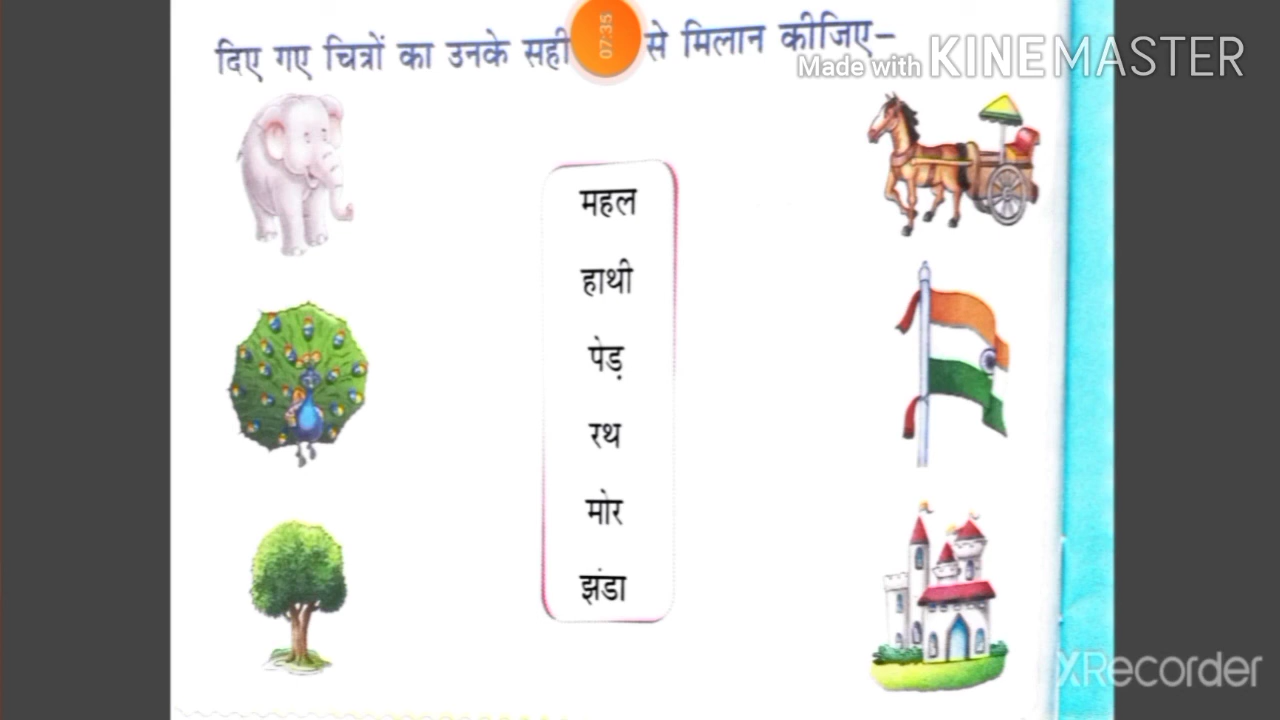 दिए गए चित्रों का उनके सही से मिलान कीजिए–
07:35
Made with KINEMASTER
महल
हाथी
पेड़
रथ
मोर
झंडा
XRecorder